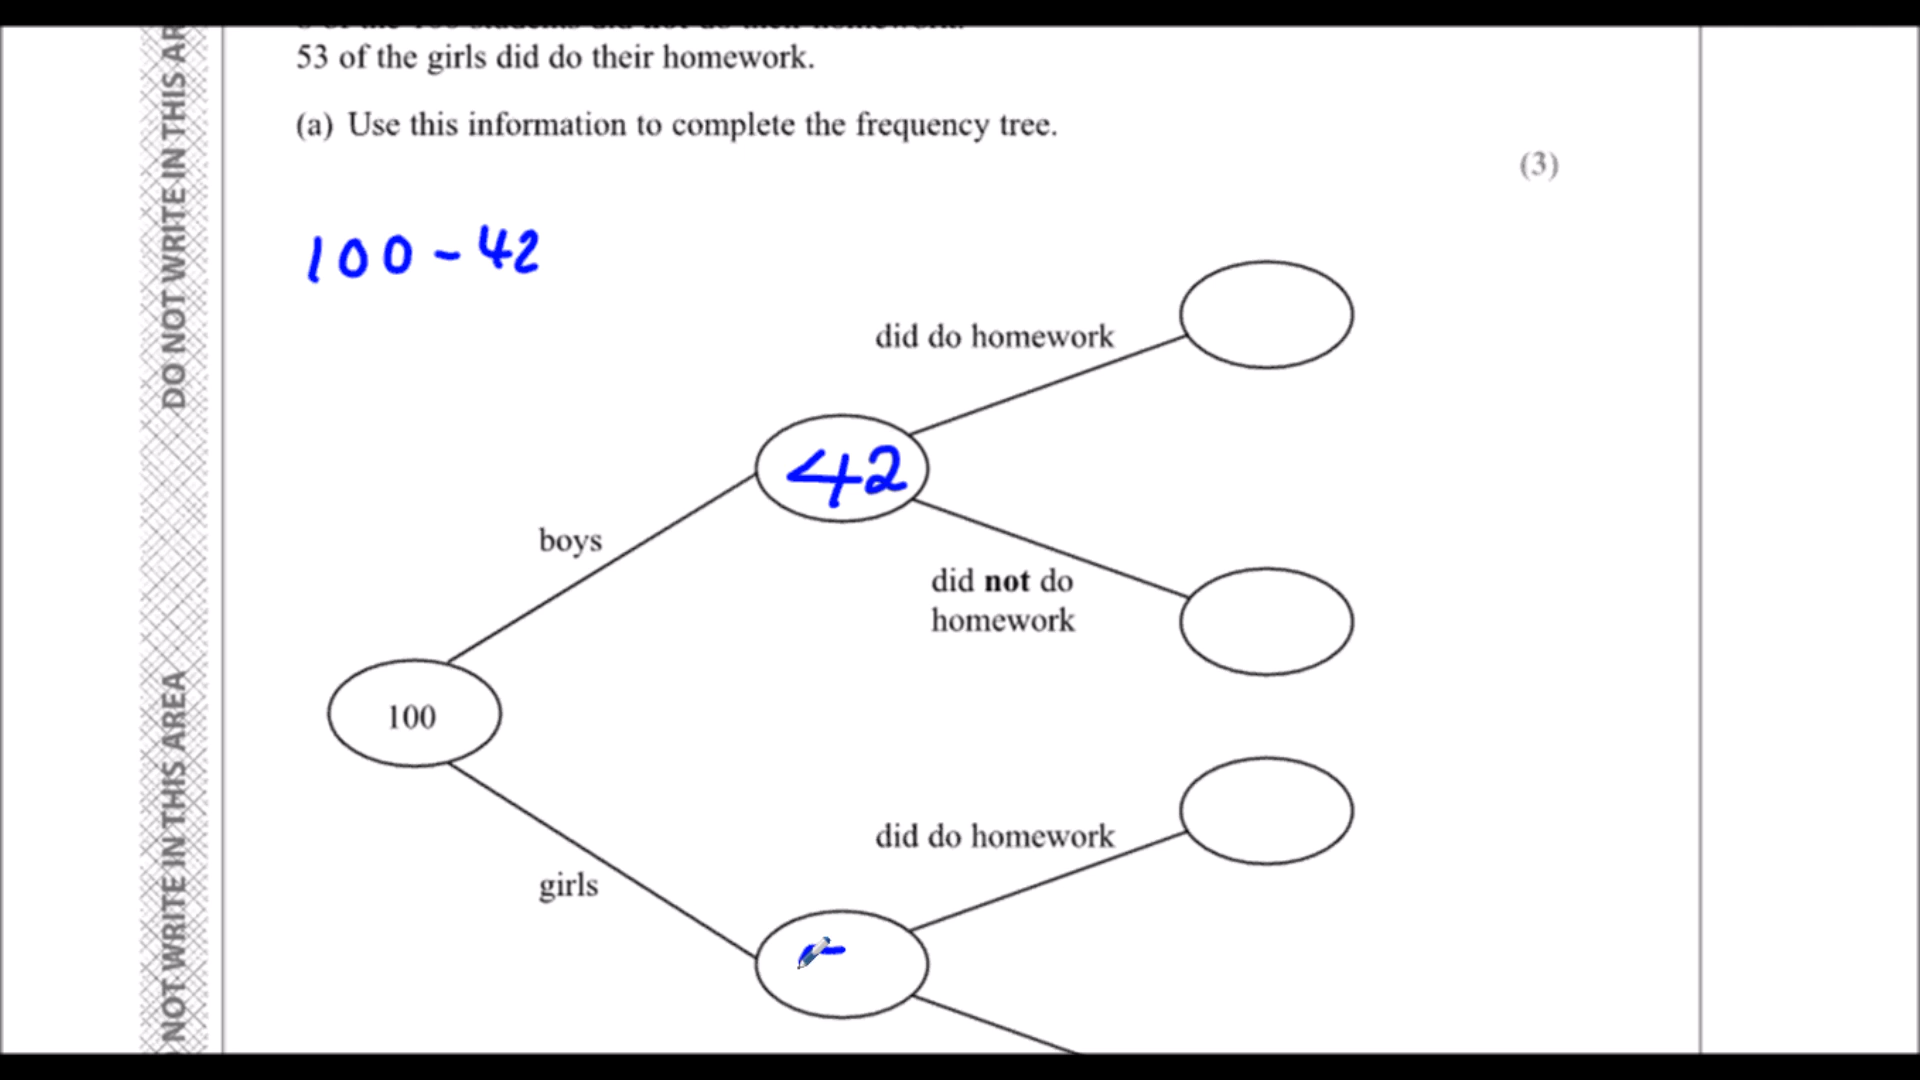 53 of the girls did do their homework.
(a) Use this information to complete the frequency tree.
(3)
100-42
did do homework
42
boys
did not do
homework
100
did do homework
girls
DO NOT WRITE IN THIS AR
NOT WRITE IN THIS AREA